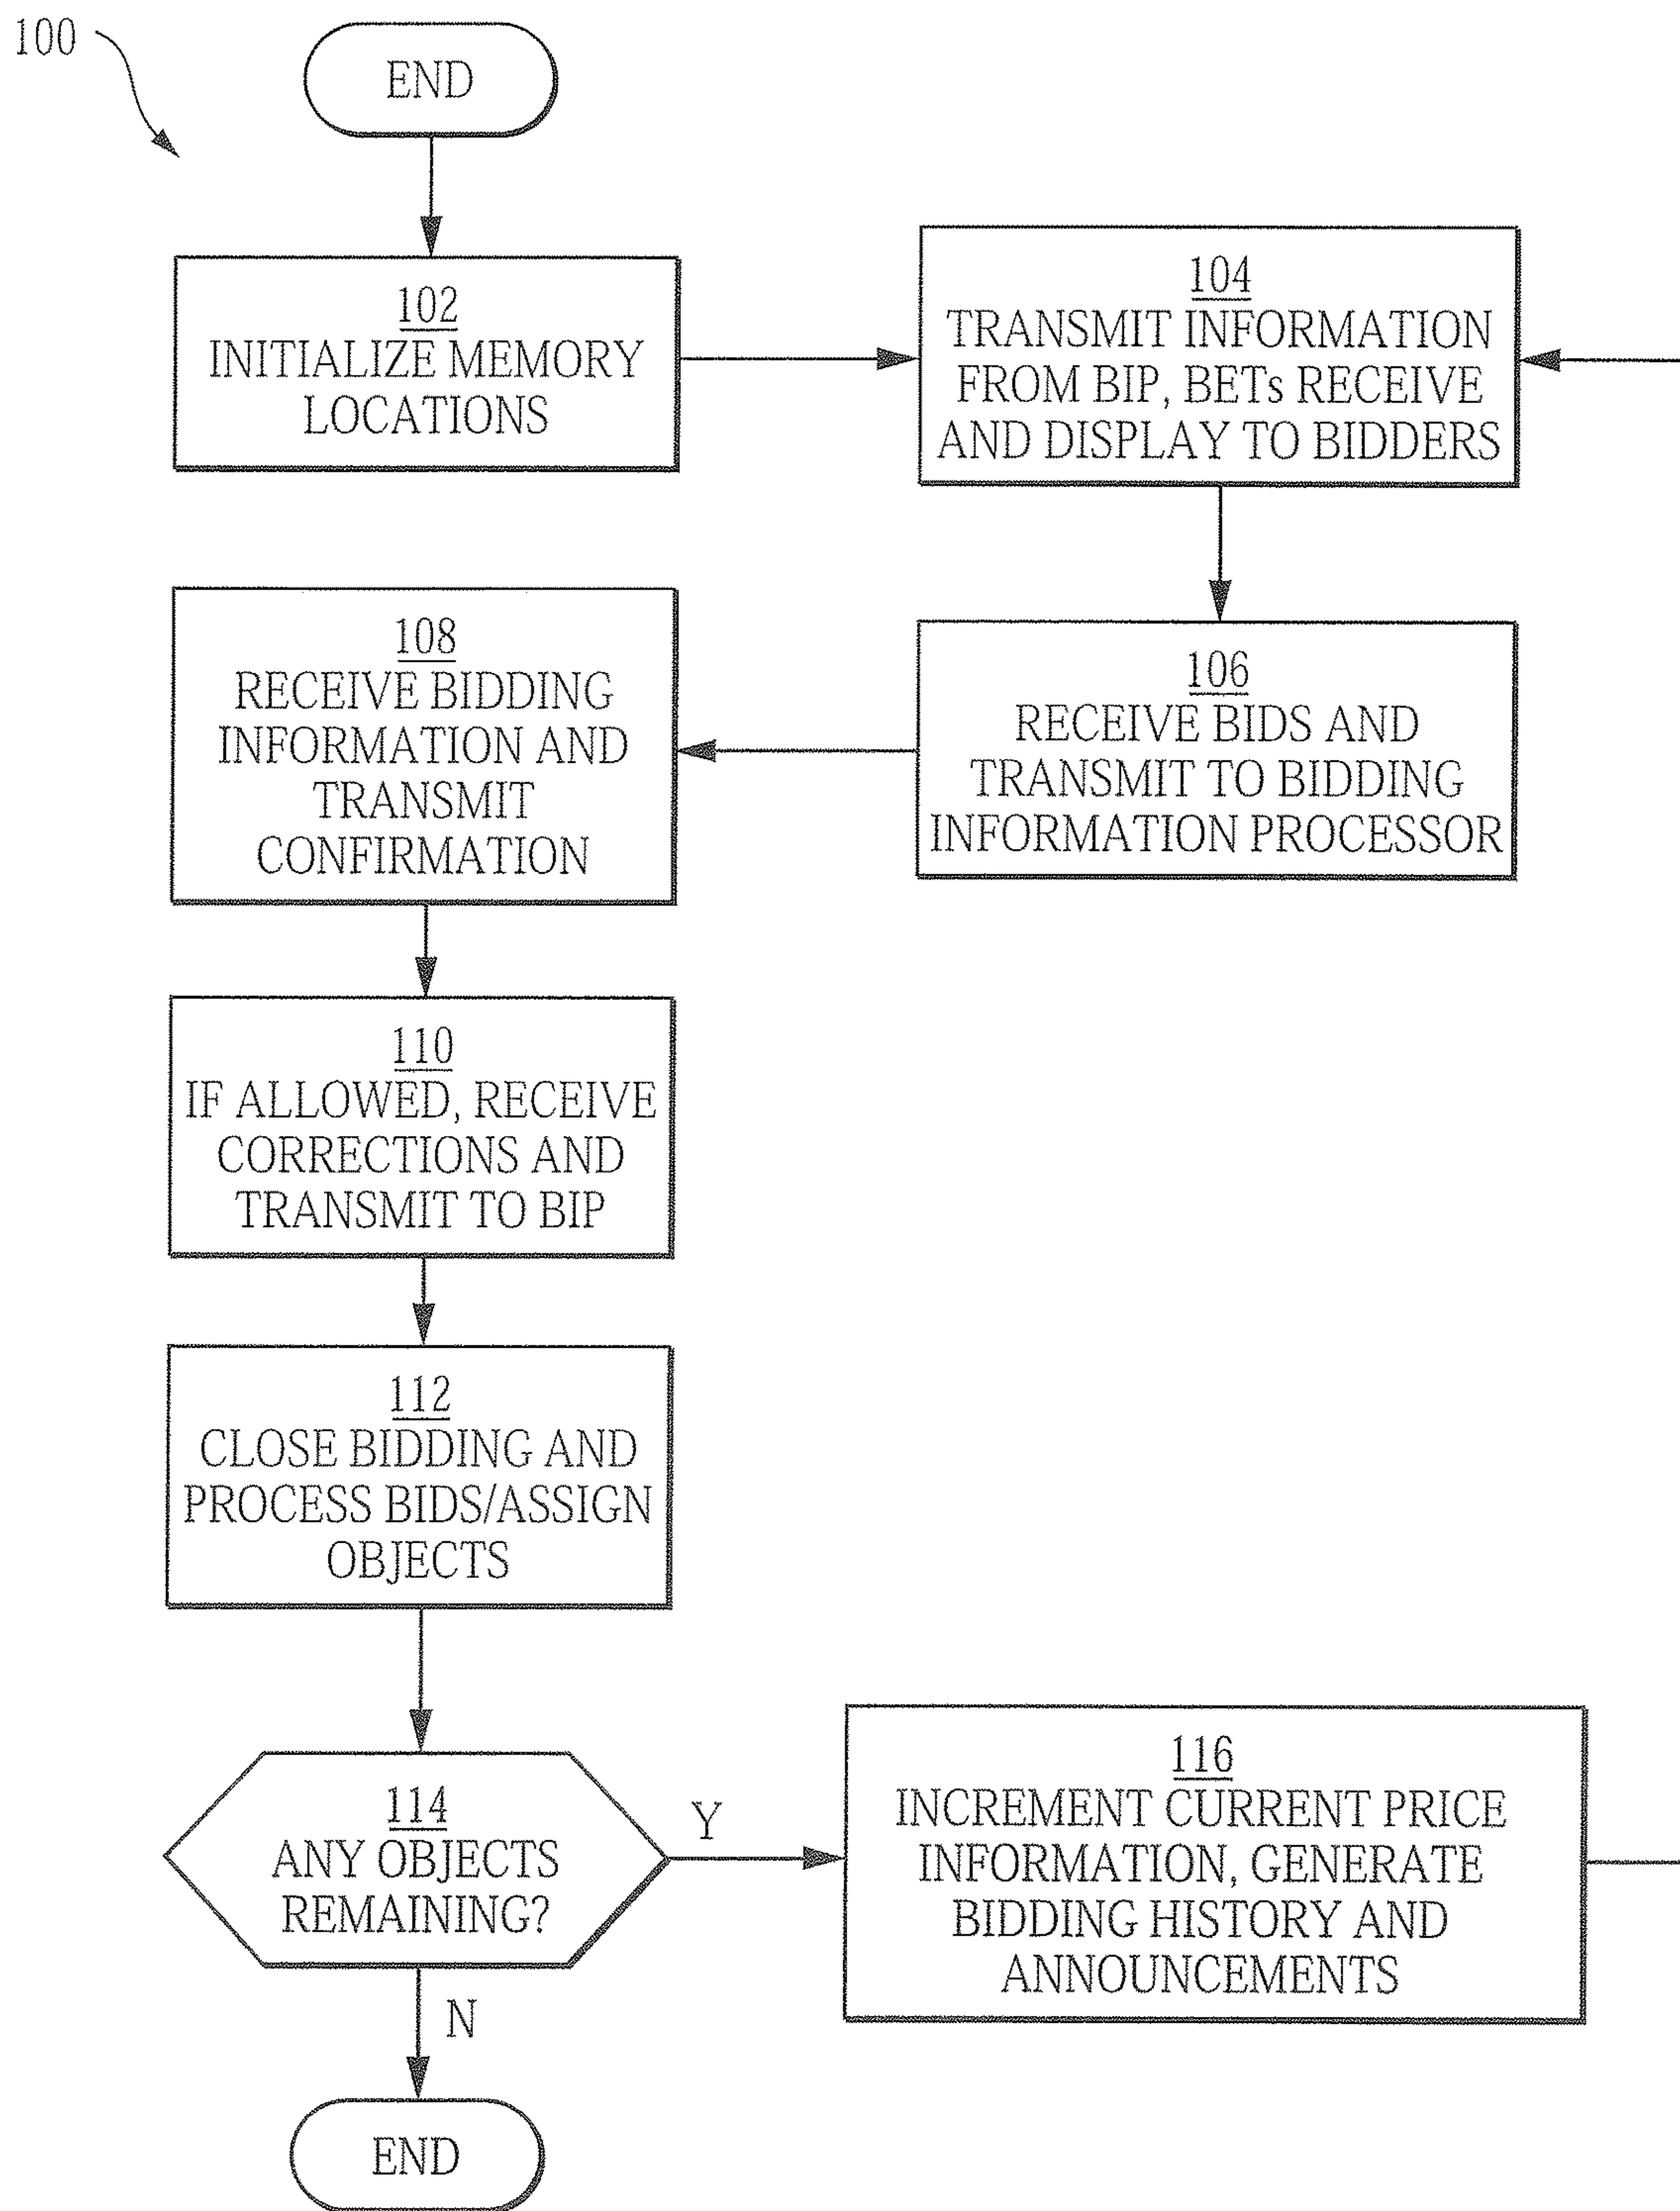 100
END
102
INITIALIZE MEMORY
LOCATIONS
104
TRANSMIT INFORMATION
FROM BIP, BETs RECEIVE
AND DISPLAY TO BIDDERS
106
RECEIVE BIDS AND
TRANSMIT TO BIDDING
INFORMATION PROCESSOR
108
RECEIVE BIDDING
INFORMATION AND
TRANSMIT
CONFIRMATION
110
IF ALLOWED, RECEIVE
CORRECTIONS AND
TRANSMIT TO BIP
112
CLOSE BIDDING AND
PROCESS BIDS/ASSIGN
OBJECTS
114
ANY OBJECTS
REMAINING?
Y
116
INCREMENT CURRENT PRICE
INFORMATION, GENERATE
BIDDING HISTORY AND
ANNOUNCEMENTS
N
END